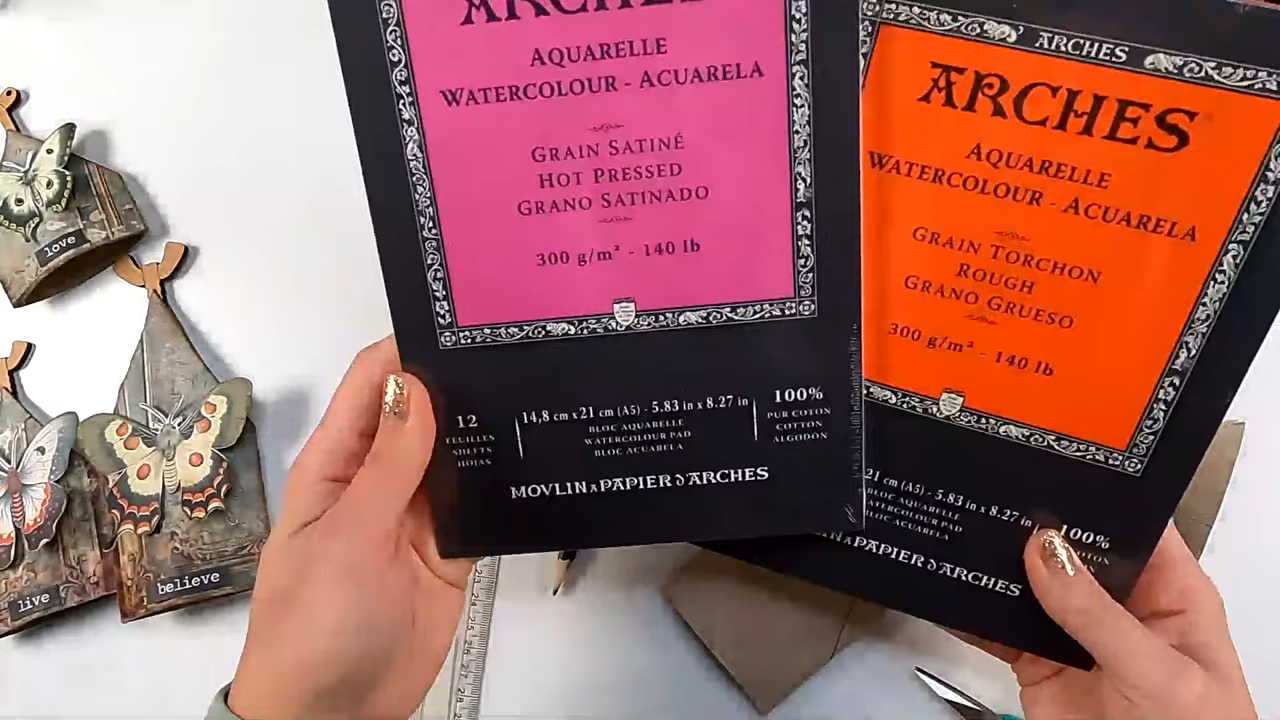 ARCHES
AQUARELLE
WATERCOLOUR - ACUARELA
GRAIN SATINÉ
HOT PRESSED
GRANO SATINADO
300 g/m² - 140 lb
12
FEUILLES
SHEETS
HOJAS
14,8 cm x 21 cm (A5) - 5.83 in x 8.27 in
BLOC AQUARELLE
WATERCOLOUR PAD
BLOC ACUARELA
100%
PUR COTON
COTTON
ALGODON
MOVLIN A PAPIER D'ARCHES
ARCHES
ARCHES
AQUARELLE
WATERCOLOUR - ACUARELA
GRAIN TORCHON
ROUGH
GRANO GRUESO
300 g/m² - 140 lb
21 cm (A5) - 5.83 in x 8.27 in
BLOC AQUARELLE
WATERCOLOUR PAD
BLOC ACUARELA
100%
PAPIER D'ARCHES
love
live
believe